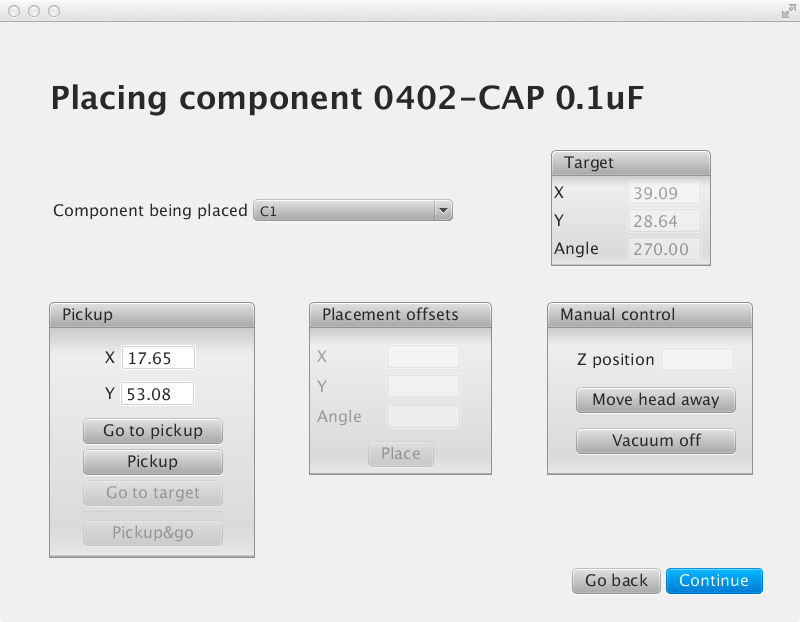 Placing component 0402-CAP 0.1uF
Component being placed C1
Target
X 39.09
Y 28.64
Angle 270.00
Pickup
X 17.65
Y 53.08
Go to pickup
Pickup
Go to target
Pickup&go
Placement offsets
X
Y
Angle
Place
Manual control
Z position
Move head away
Vacuum off
Go back
Continue